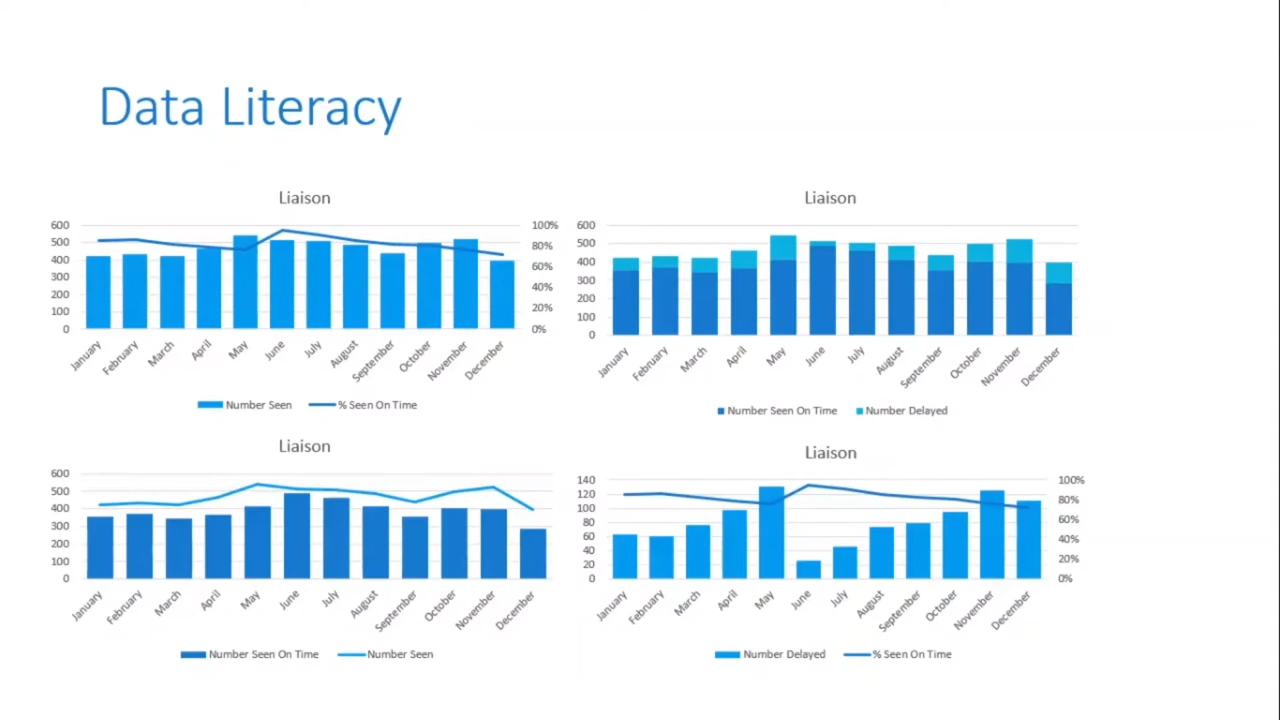 Data Literacy
Liaison
600
500
400
300
200
100
0
100%
80%
60%
40%
20%
0%
January
February
March
April
May
June
July
August
September
October
November
December
Number Seen
% Seen On Time
Liaison
600
500
400
300
200
100
0
January
February
March
April
May
June
July
August
September
October
November
December
Number Seen On Time
Number Delayed
Liaison
600
500
400
300
200
100
0
January
February
March
April
May
June
July
August
September
October
November
December
Number Seen On Time
Number Seen
Liaison
140
120
100
80
60
40
20
0
100%
80%
60%
40%
20%
0%
January
February
March
April
May
June
July
August
September
October
November
December
Number Delayed
% Seen On Time